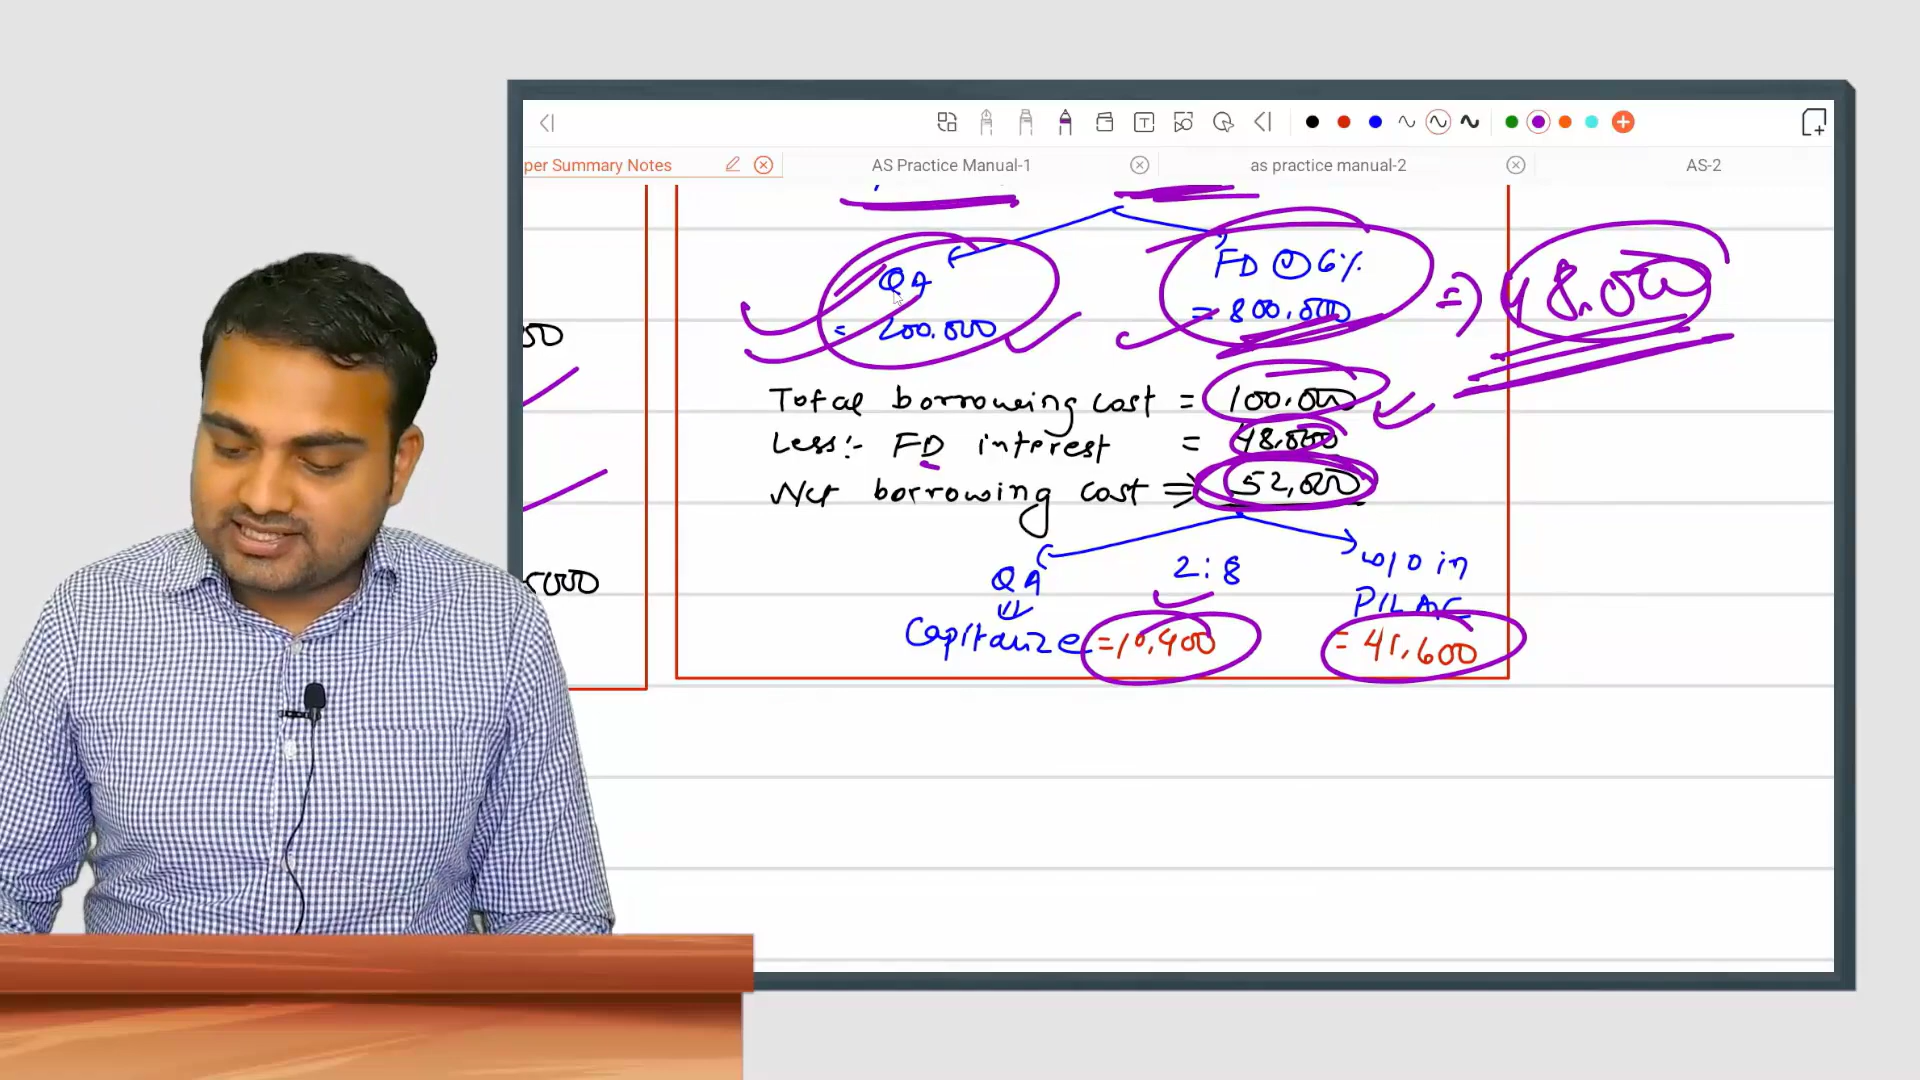 per Summary Notes
AS Practice Manual-1
as practice manual-2
AS-2
QA
= 200.000
FD @ 6%
= 800.000
=) 48.000
00
Total borrowing cost = 100.000
Less:- FD interest = 48.000
Net borrowing cost => 52,000
QA
2:8
w/o in
P/L A/c
5000
Capitalize = 10,400
= 41,600